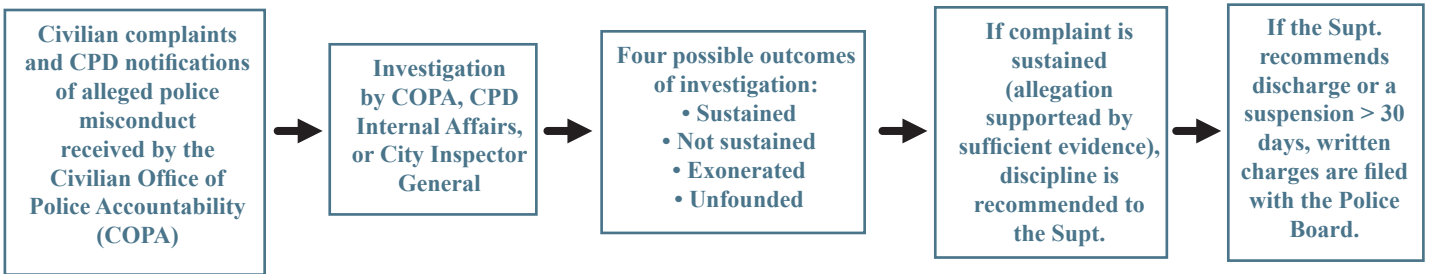 Civilian complaints
and CPD notifications
of alleged police
misconduct
received by the
Civilian Office of
Police Accountability
(COPA)
Investigation
by COPA, CPD
Internal Affairs,
or City Inspector
General
Four possible outcomes
of investigation:
• Sustained
• Not sustained
• Exonerated
• Unfounded
If complaint is
sustained
(allegation
supportead by
sufficient evidence),
discipline is
recommended to
the Supt.
If the Supt.
recommends
discharge or a
suspension > 30
days, written
charges are filed
with the Police
Board.